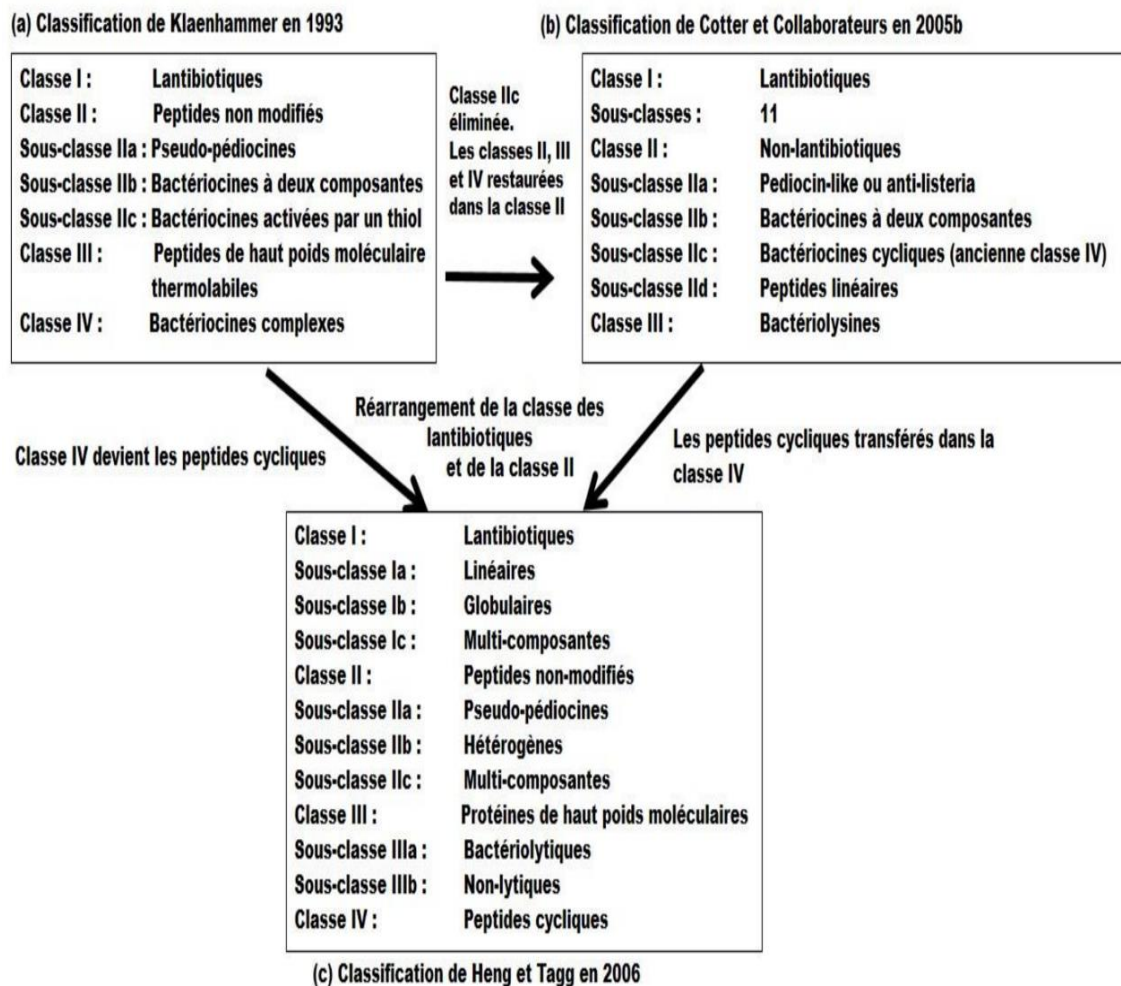 (a) Classification de Klaenhammer en 1993
Classe I : Lantibiotiques
Classe II : Peptides non modifiés
Sous-classe IIa : Pseudo-pédiocines
Sous-classe IIb : Bactériocines à deux composantes
Sous-classe IIc : Bactériocines activées par un thiol
Classe III : Peptides de haut poids moléculaire
thermolabiles
Classe IV : Bactériocines complexes
Classe IIc
éliminée.
Les classes II, III
et IV restaurées
dans la classe II
(b) Classification de Cotter et Collaborateurs en 2005b
Classe I : Lantibiotiques
Sous-classes : 11
Classe II : Non-lantibiotiques
Sous-classe IIa : Pediocin-like ou anti-listeria
Sous-classe IIb : Bactériocines à deux composantes
Sous-classe IIc : Bactériocines cycliques (ancienne classe IV)
Sous-classe IId : Peptides linéaires
Classe III : Bactériolysines
Classe IV devient les peptides cycliques
Réarrangement de la classe des
lantibiotiques
et de la classe II
Les peptides cycliques transférés dans la
classe IV
Classe I : Lantibiotiques
Sous-classe Ia : Linéaires
Sous-classe Ib : Globulaires
Sous-classe Ic : Multi-composantes
Classe II : Peptides non-modifiés
Sous-classe IIa : Pseudo-pédiocines
Sous-classe IIb : Hétérogènes
Sous-classe IIc : Multi-composantes
Classe III : Protéines de haut poids moléculaires
Sous-classe IIIa : Bactériolytiques
Sous-classe IIIb : Non-lytiques
Classe IV : Peptides cycliques
(c) Classification de Heng et Tagg en 2006